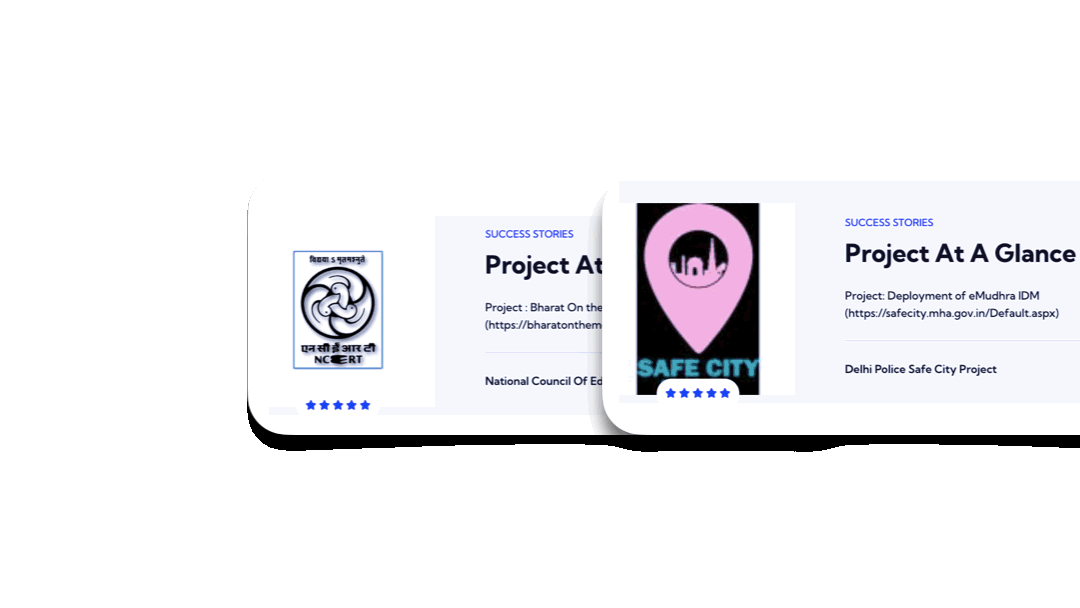 विद्यया ऽ मृतमश्नुते
एन सी ई आर टी
NCERT
SUCCESS STORIES
Project At
Project : Bharat On the
(https://bharatonthem
National Council Of Ed
SAFE CITY
SUCCESS STORIES
Project At A Glance
Project: Deployment of eMudhra IDM
(https://safecity.mha.gov.in/Default.aspx)
Delhi Police Safe City Project